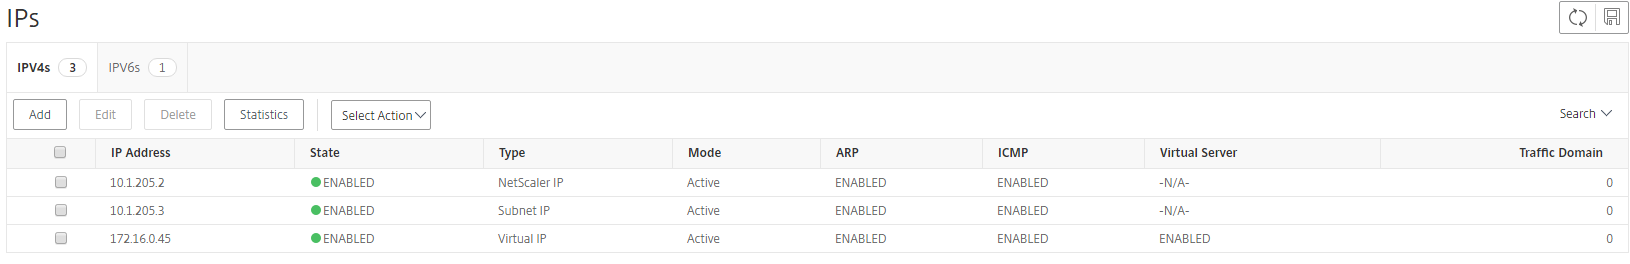 IPs
IPV4s 3 IPV6s 1
Add Edit Delete Statistics Select Action Search
IP Address State Type Mode ARP ICMP Virtual Server Traffic Domain
10.1.205.2 ENABLED NetScaler IP Active ENABLED ENABLED -N/A- 0
10.1.205.3 ENABLED Subnet IP Active ENABLED ENABLED -N/A- 0
172.16.0.45 ENABLED Virtual IP Active ENABLED ENABLED ENABLED 0